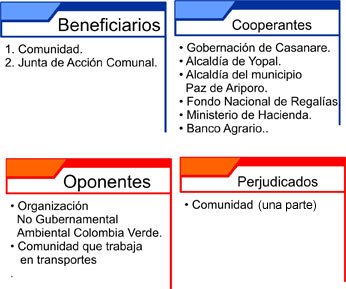 Beneficiarios
1. Comunidad.
2. Junta de Acción Comunal.
Cooperantes
• Gobernación de Casanare.
• Alcaldía de Yopal.
• Alcaldía del municipio
Paz de Ariporo.
• Fondo Nacional de Regalías
• Ministerio de Hacienda.
• Banco Agrario..
Oponentes
• Organización
No Gubernamental
Ambiental Colombia Verde.
• Comunidad que trabaja
en transportes
.
Perjudicados
• Comunidad (una parte)